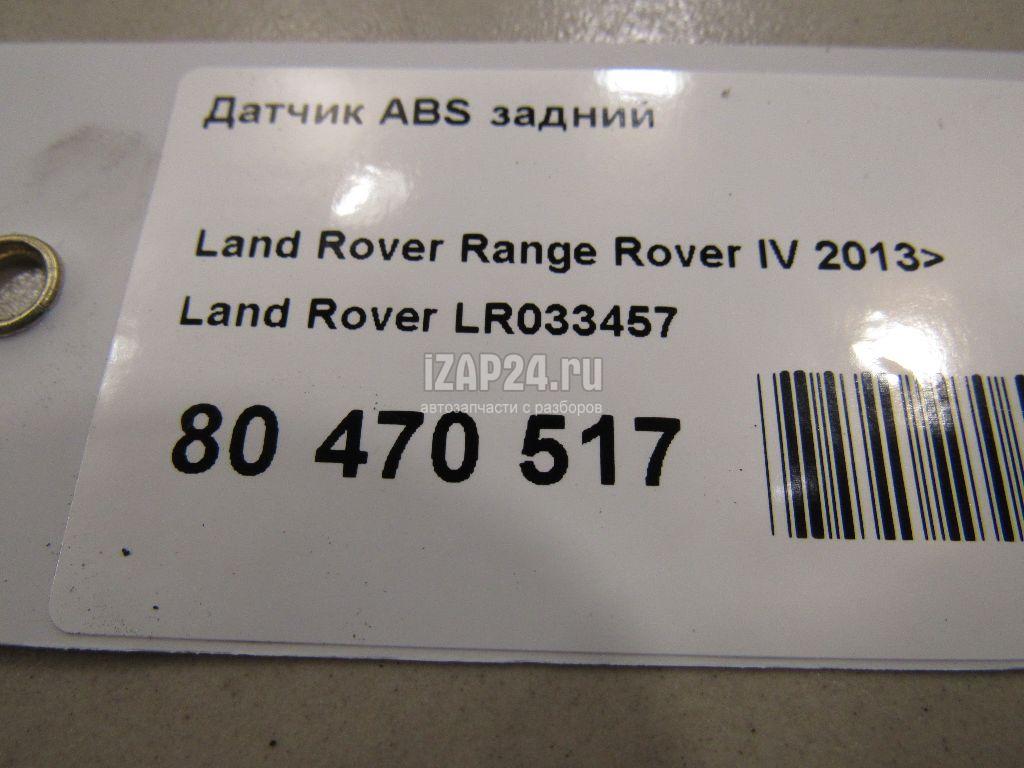 Датчик ABS задний
Land Rover Range Rover IV 2013>
Land Rover LR033457
iZAP24.ru
автозапчасти с разборов
80 470 517